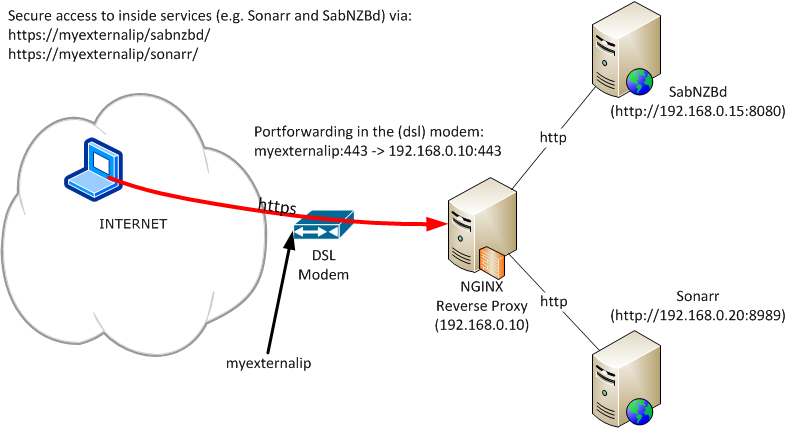 Secure access to inside services (e.g. Sonarr and SabNZBd) via:
https://myexternalip/sabnzbd/
https://myexternalip/sonarr/
SabNZBd
(http://192.168.0.15:8080)
Portforwarding in the (dsl) modem:
myexternalip:443 -> 192.168.0.10:443
http
INTERNET
https
DSL
Modem
NGINX
Reverse Proxy
(192.168.0.10)
http
Sonarr
(http://192.168.0.20:8989)
myexternalip